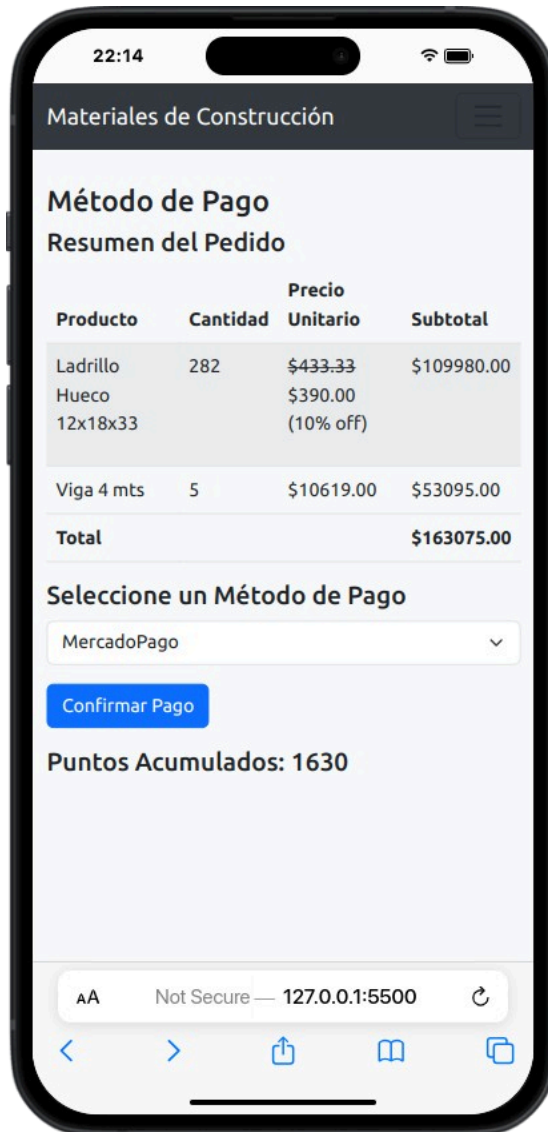 22:14
Materiales de Construcción
Método de Pago
Resumen del Pedido
Producto Cantidad Precio Unitario Subtotal
Ladrillo 282 $433.33 $109980.00
Hueco $390.00
12x18x33 (10% off)
Viga 4 mts 5 $10619.00 $53095.00
Total $163075.00
Seleccione un Método de Pago
MercadoPago
Confirmar Pago
Puntos Acumulados: 1630
AA Not Secure — 127.0.0.1:5500